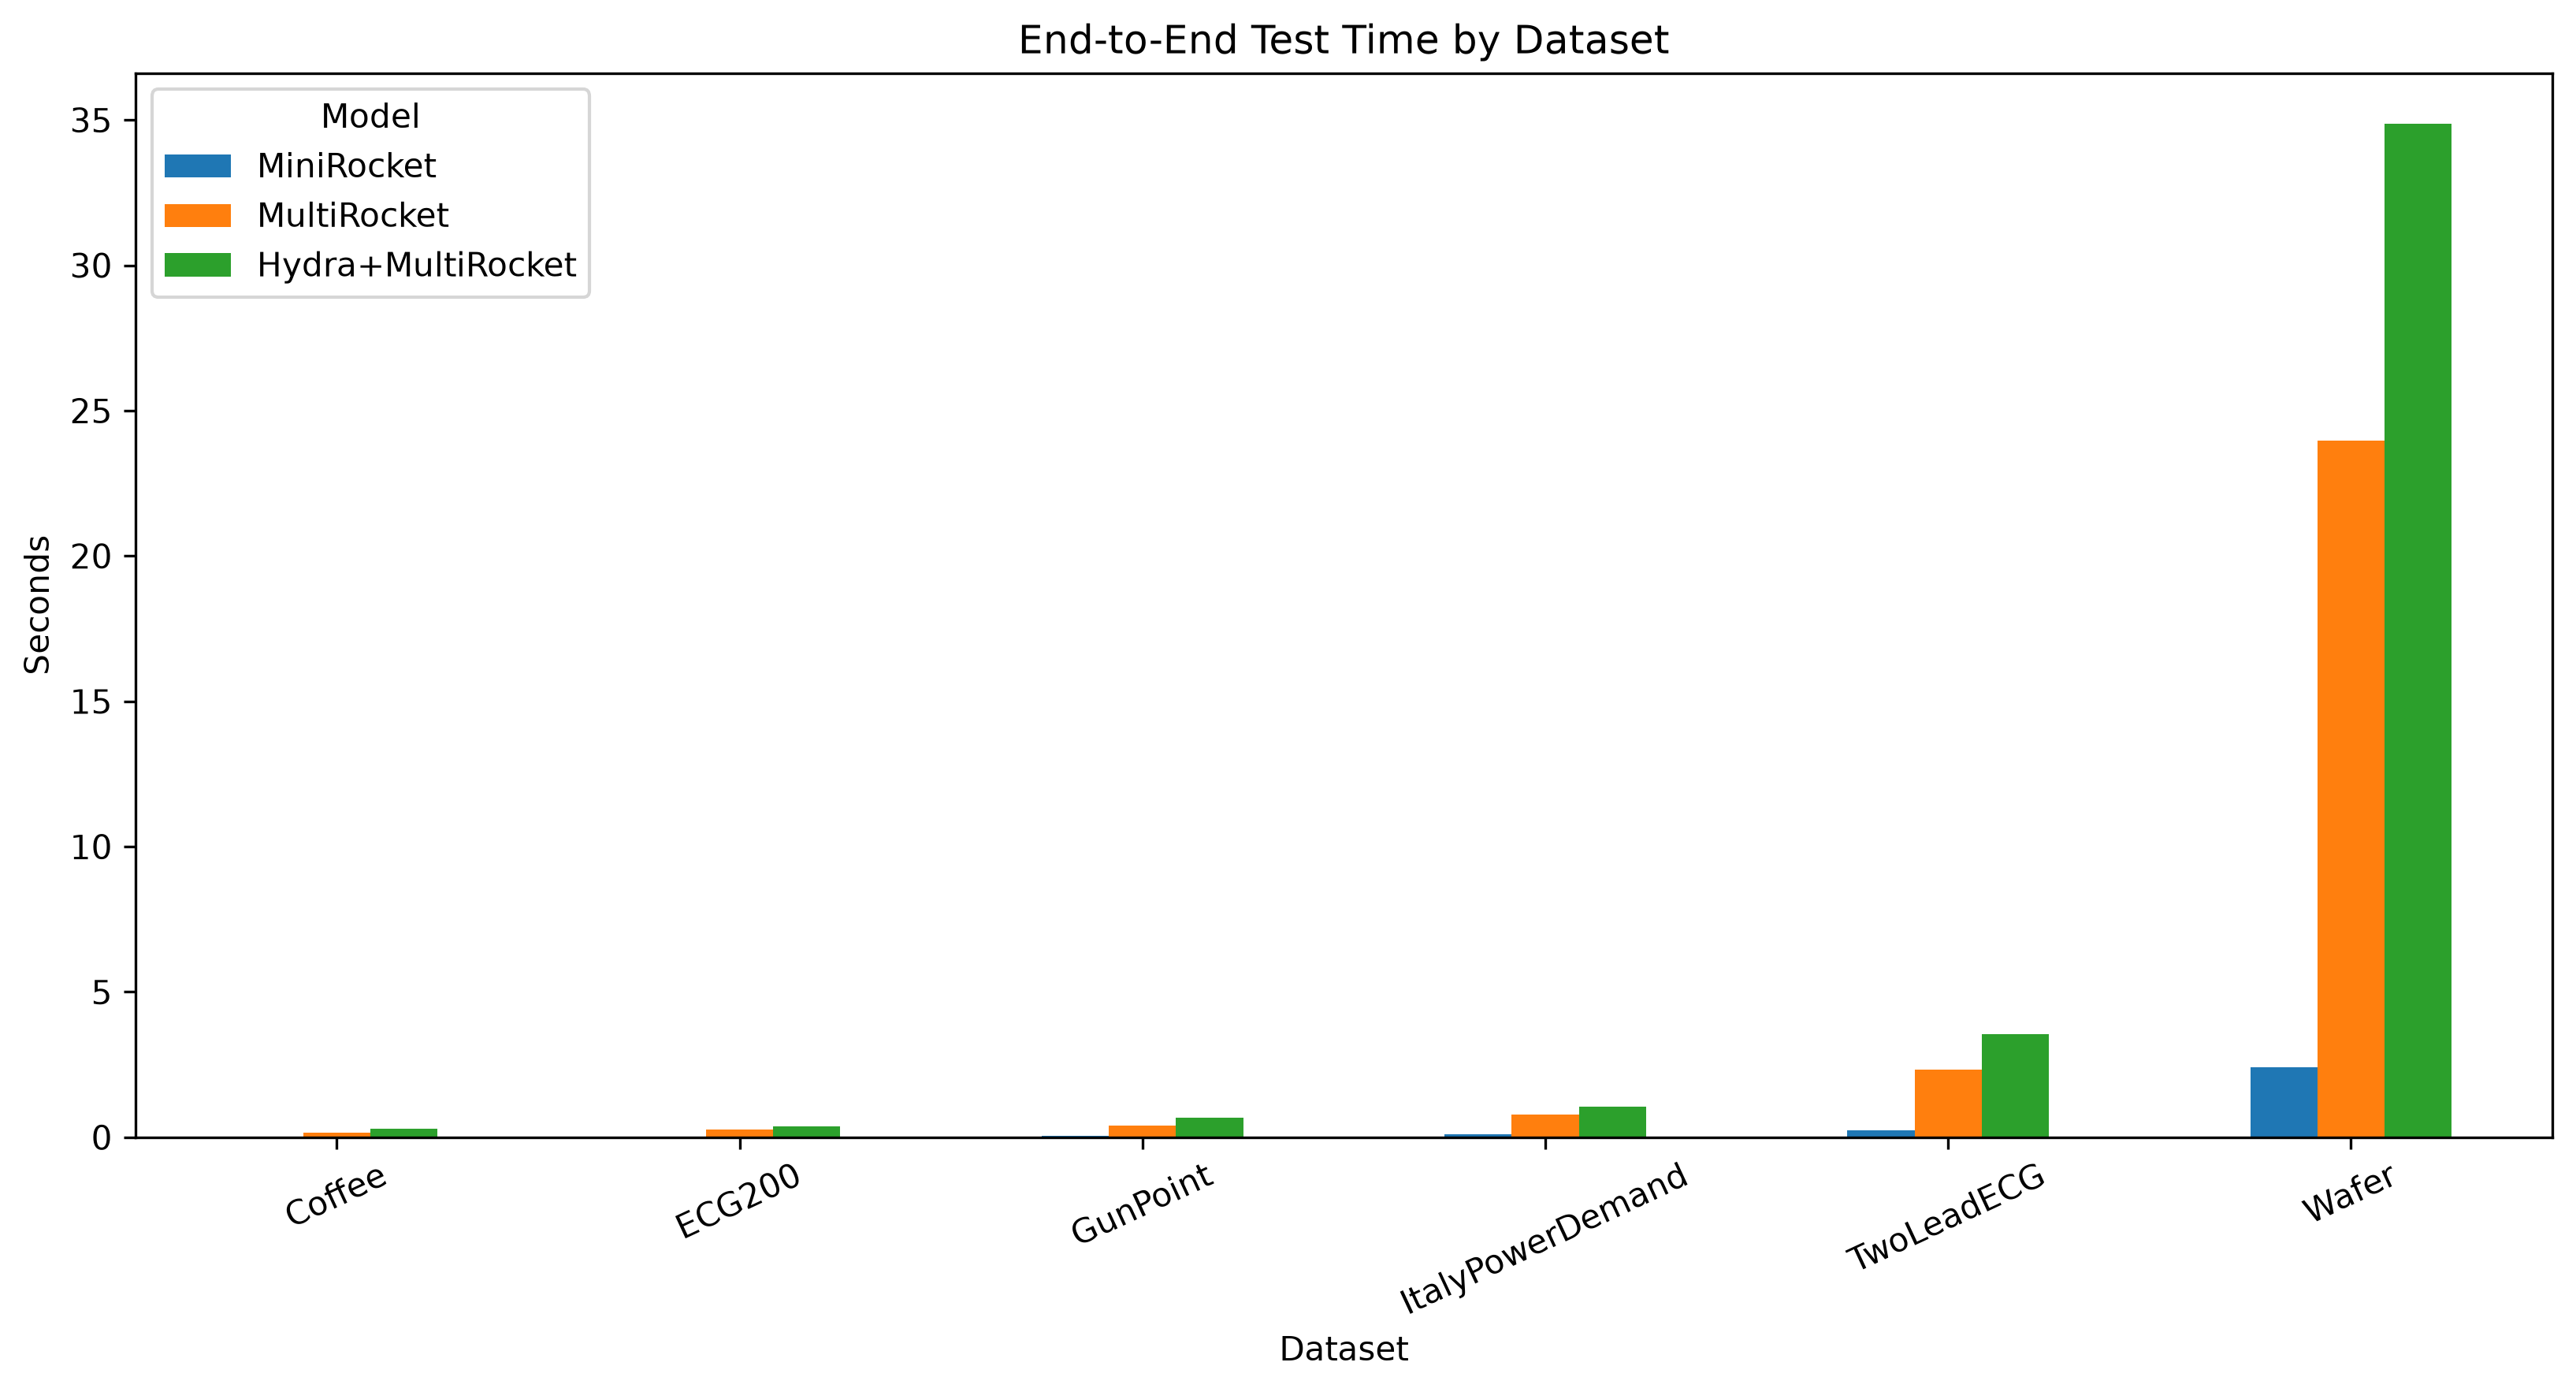 End-to-End Test Time by Dataset
Model
MiniRocket
MultiRocket
Hydra+MultiRocket
35
30
25
20
15
10
5
0
Seconds
Coffee
ECG200
GunPoint
ItalyPowerDemand
TwoLeadECG
Wafer
Dataset